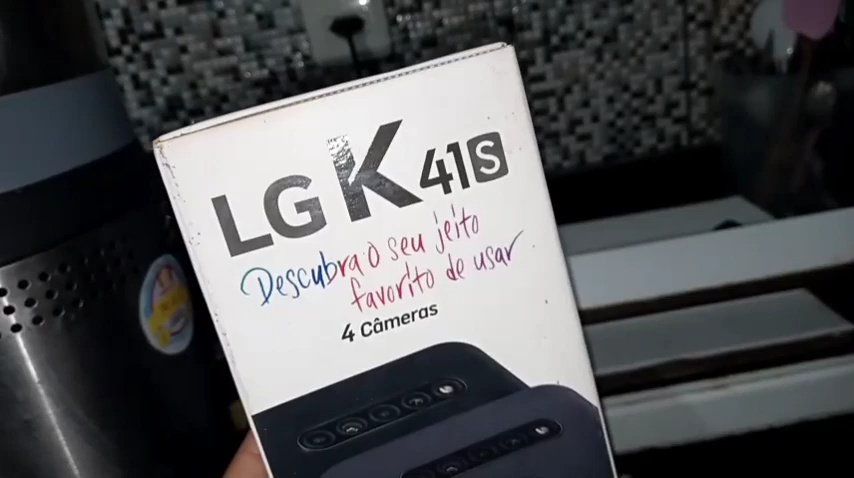 LG K41S
Descubra o seu jeito
favorito de usar
4 Câmeras